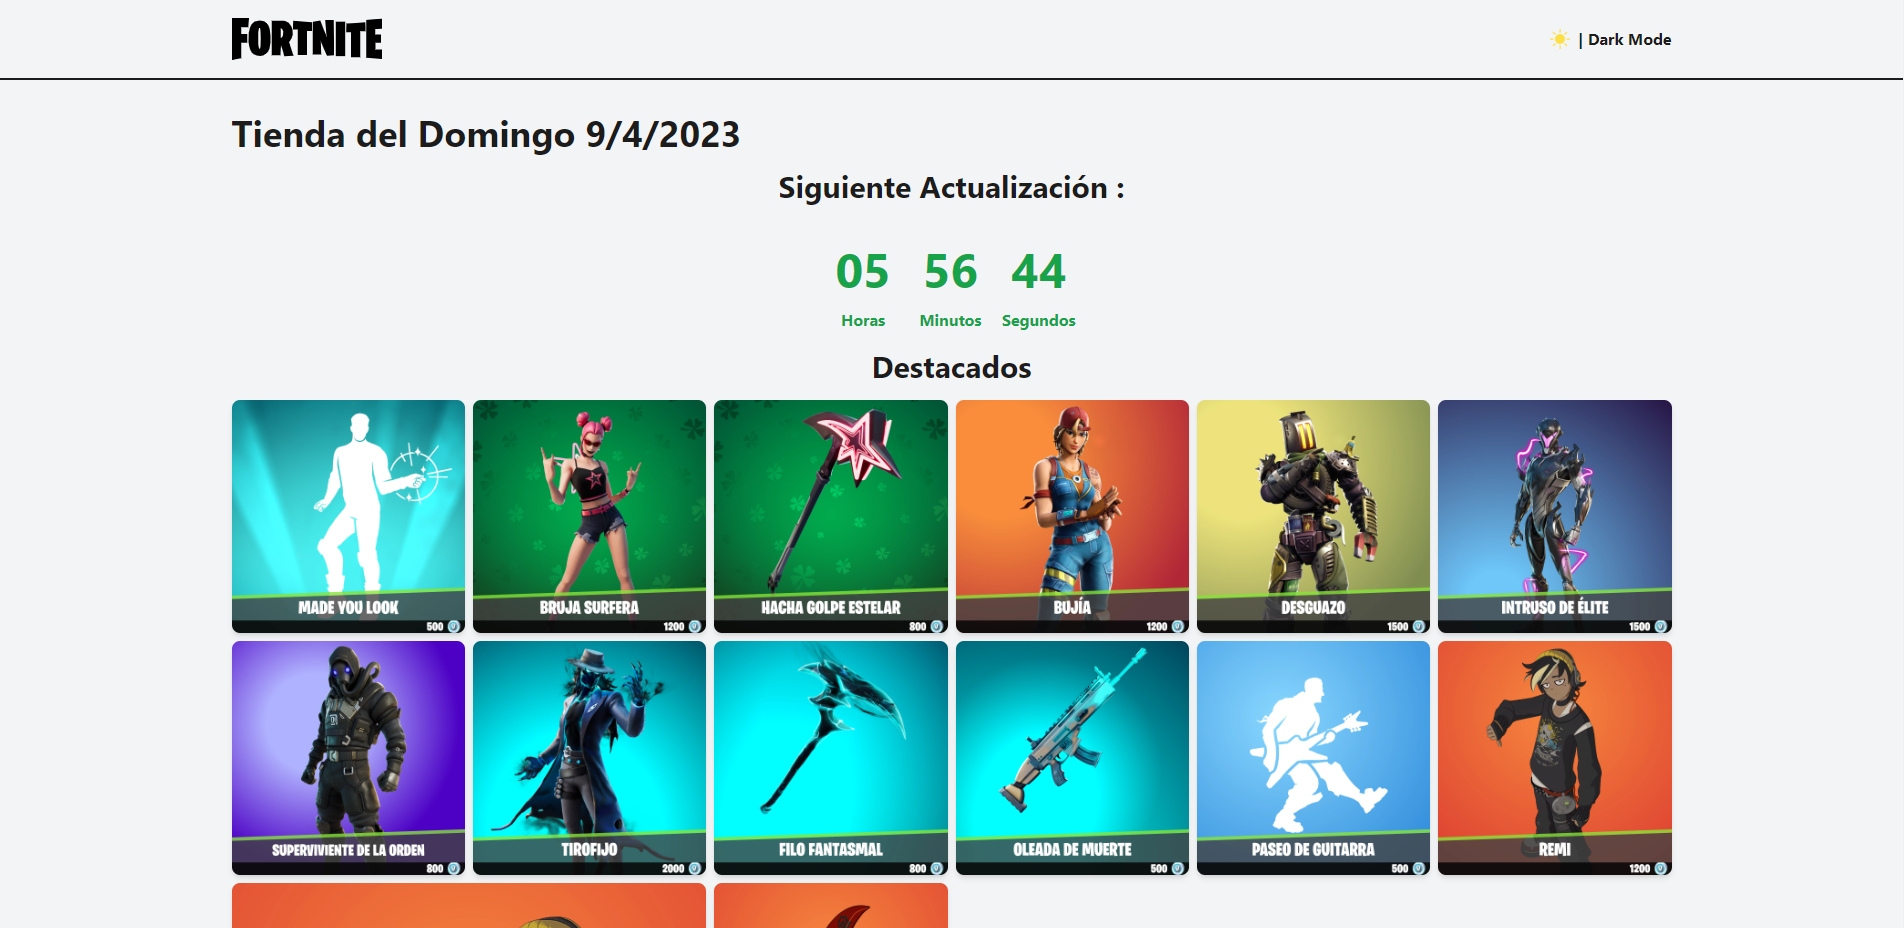 FORTNITE
| Dark Mode
Tienda del Domingo 9/4/2023
Siguiente Actualización :
05 56 44
Horas Minutos Segundos
Destacados
MADE YOU LOOK
500
BRUJA SURFERA
1200
HACHA GOLPE ESTELAR
800
BUJÍA
1200
DESGUAZO
1500
INTRUSO DE ÉLITE
1500
SUPERVIVIENTE DE LA ORDEN
800
TIROFIJO
2000
FILO FANTASMAL
800
OLEADA DE MUERTE
500
PASEO DE GUITARRA
500
REMI
1200